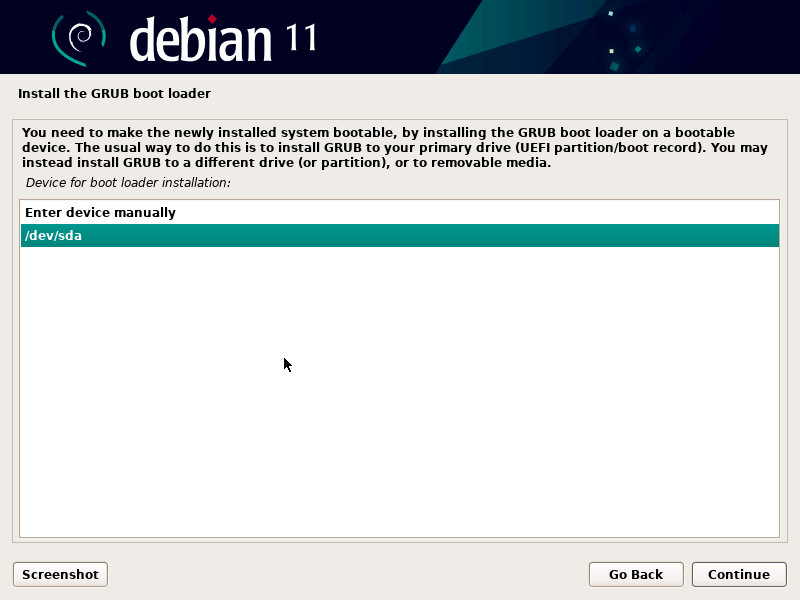 debian 11
Install the GRUB boot loader
You need to make the newly installed system bootable, by installing the GRUB boot loader on a bootable
device. The usual way to do this is to install GRUB to your primary drive (UEFI partition/boot record). You may
instead install GRUB to a different drive (or partition), or to removable media.
Device for boot loader installation:
Enter device manually
/dev/sda
Screenshot
Go Back
Continue